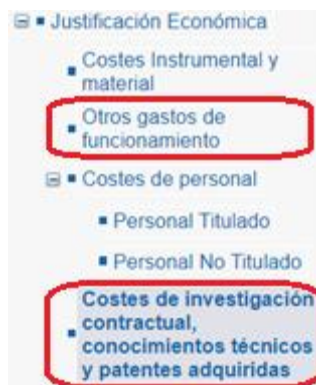 Justificación Económica
Costes Instrumental y
material
Otros gastos de
funcionamiento
Costes de personal
Personal Titulado
Personal No Titulado
Costes de investigación
contractual,
conocimientos técnicos
y patentes adquiridas